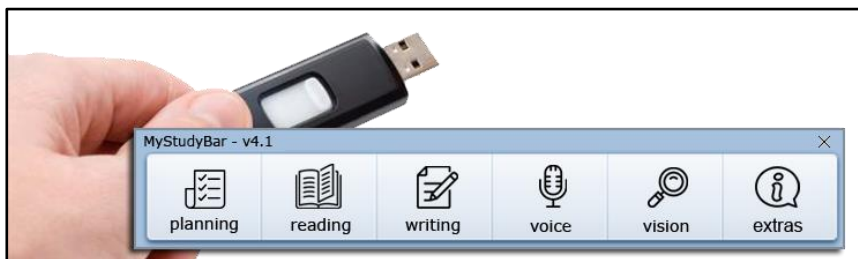 MyStudyBar - v4.1
planning reading writing voice vision extras